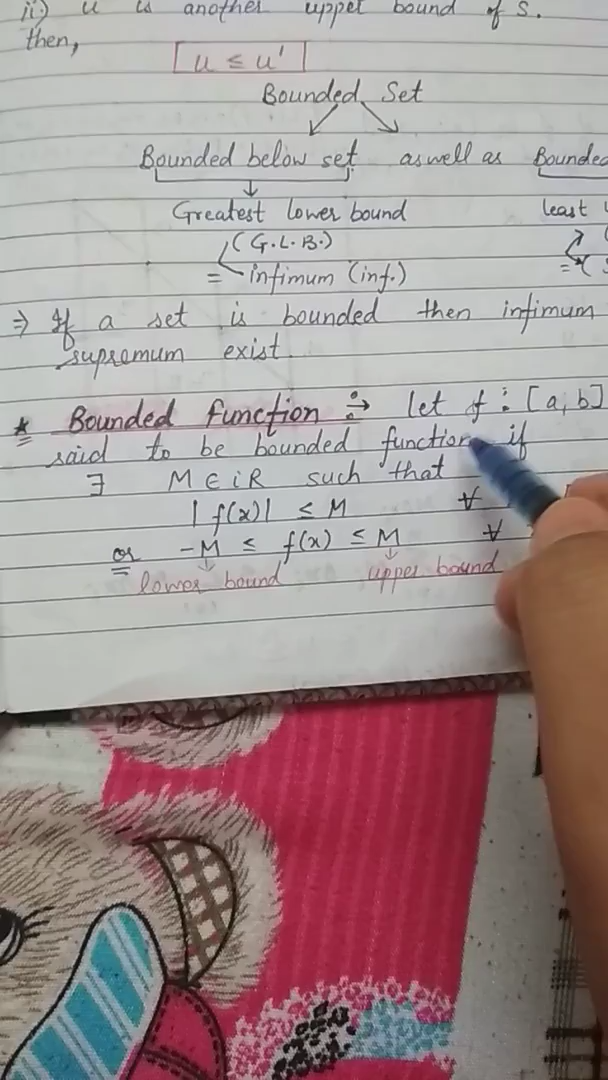 ii) u is another upper bound of S.
then,
u ≤ u'
Bounded Set
Bounded below set as well as Bounded
Greatest lower bound least
(G.L.B.)
= infimum (inf.) =
⇒ If a set is bounded then infimum
supremum exist.
* Bounded function :→ let f : [a, b]
said to be bounded function if
∃ M ∈ iR such that
|f(x)| ≤ M ∀
or -M ≤ f(x) ≤ M ∀
lower bound upper bound